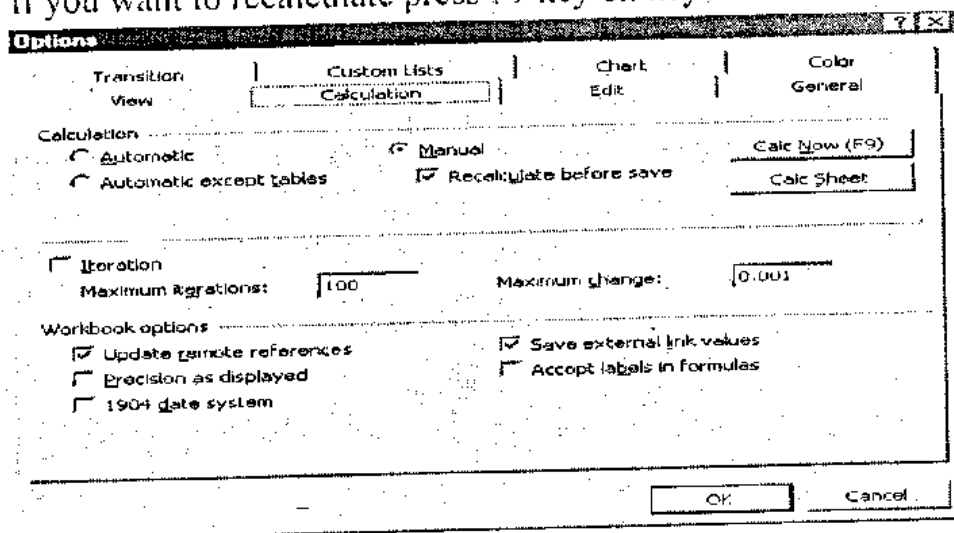 If you want to recalculate press F9 key on key
Options
Transition Custom Lists Chart Color
View Calculation Edit General
Calculation
Automatic Manual Calc Now (F9)
Automatic except tables Recalculate before save Calc Sheet
Iteration
Maximum iterations: 100 Maximum change: 0.001
Workbook options
Update remote references Save external link values
Precision as displayed Accept labels in formulas
1904 date system
OK Cancel